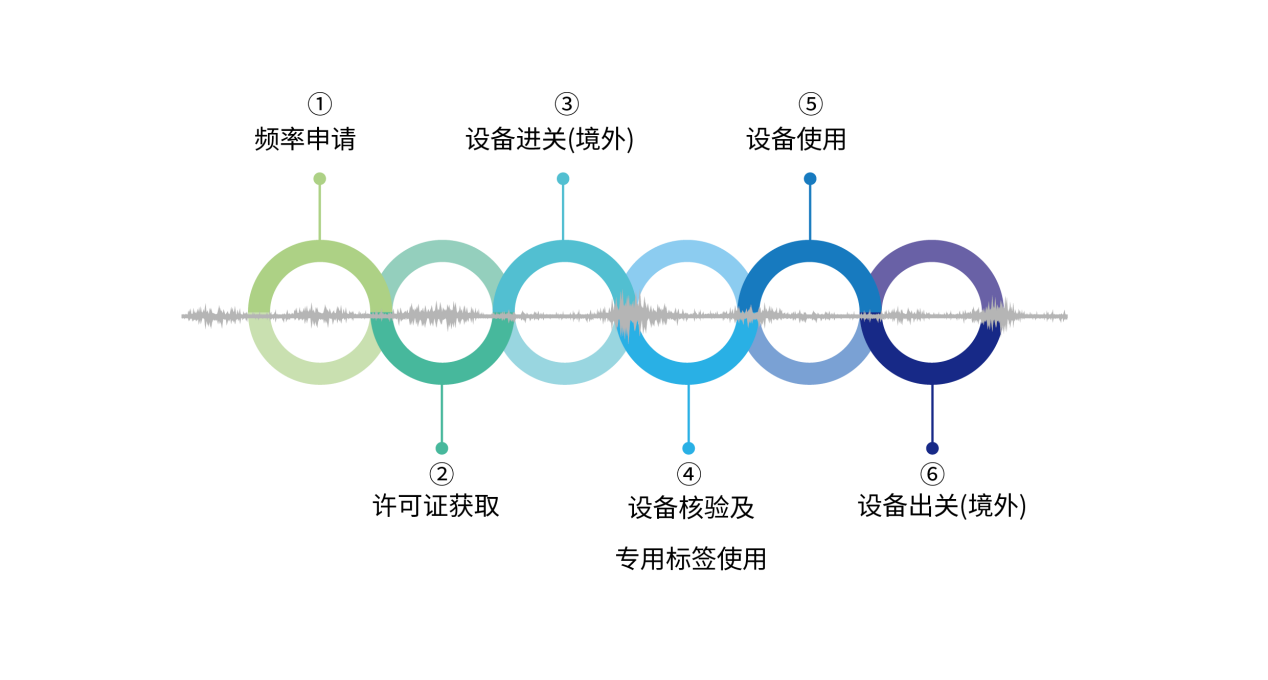 ①
频率申请
②
许可证获取
③
设备进关(境外)
④
设备核验及
专用标签使用
⑤
设备使用
⑥
设备出关(境外)